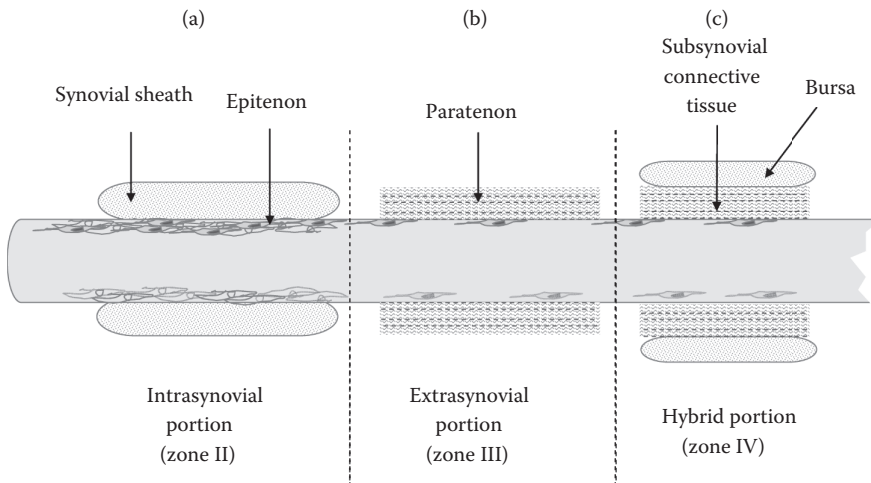 (a)
(b)
(c)
Synovial sheath
Epitenon
Paratenon
Subsynovial
connective
tissue
Bursa
Intrasynovial
portion
(zone II)
Extrasynovial
portion
(zone III)
Hybrid portion
(zone IV)